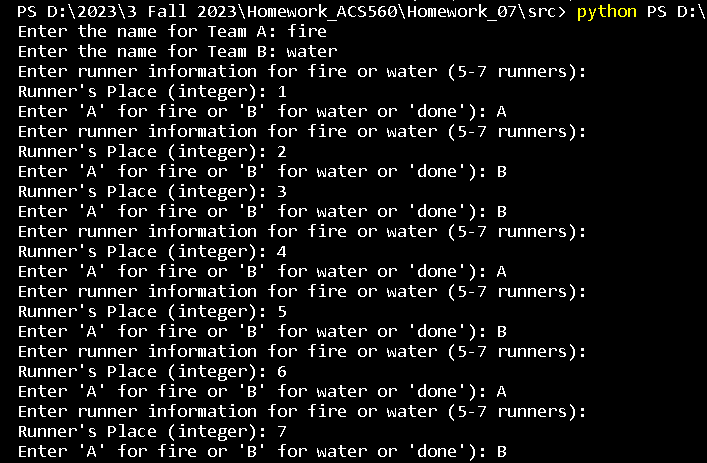 PS D:\2023\3 Fall 2023\Homework_ACS560\Homework_07\src> python PS D:\
Enter the name for Team A: fire
Enter the name for Team B: water
Enter runner information for fire or water (5-7 runners):
Runner's Place (integer): 1
Enter 'A' for fire or 'B' for water or 'done'): A
Enter runner information for fire or water (5-7 runners):
Runner's Place (integer): 2
Enter 'A' for fire or 'B' for water or 'done'): B
Runner's Place (integer): 3
Enter 'A' for fire or 'B' for water or 'done'): B
Enter runner information for fire or water (5-7 runners):
Runner's Place (integer): 4
Enter 'A' for fire or 'B' for water or 'done'): A
Enter runner information for fire or water (5-7 runners):
Runner's Place (integer): 5
Enter 'A' for fire or 'B' for water or 'done'): B
Enter runner information for fire or water (5-7 runners):
Runner's Place (integer): 6
Enter 'A' for fire or 'B' for water or 'done'): A
Enter runner information for fire or water (5-7 runners):
Runner's Place (integer): 7
Enter 'A' for fire or 'B' for water or 'done'): B